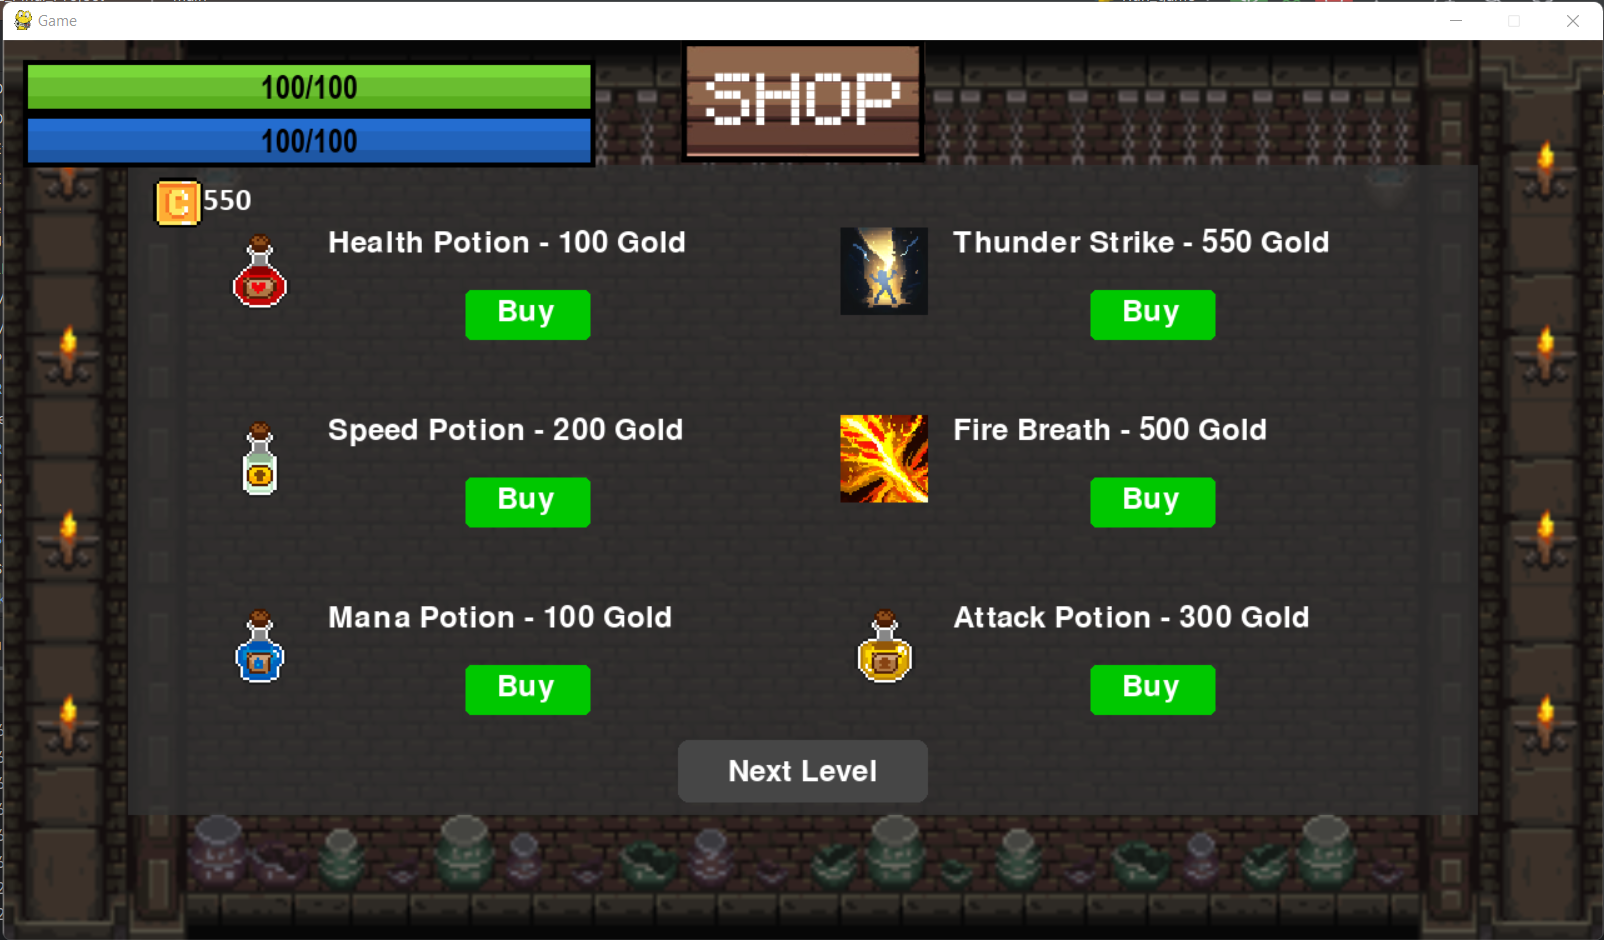 Game
100/100
100/100
SHOP
C 550
Health Potion - 100 Gold
Buy
Thunder Strike - 550 Gold
Buy
Speed Potion - 200 Gold
Buy
Fire Breath - 500 Gold
Buy
Mana Potion - 100 Gold
Buy
Attack Potion - 300 Gold
Buy
Next Level